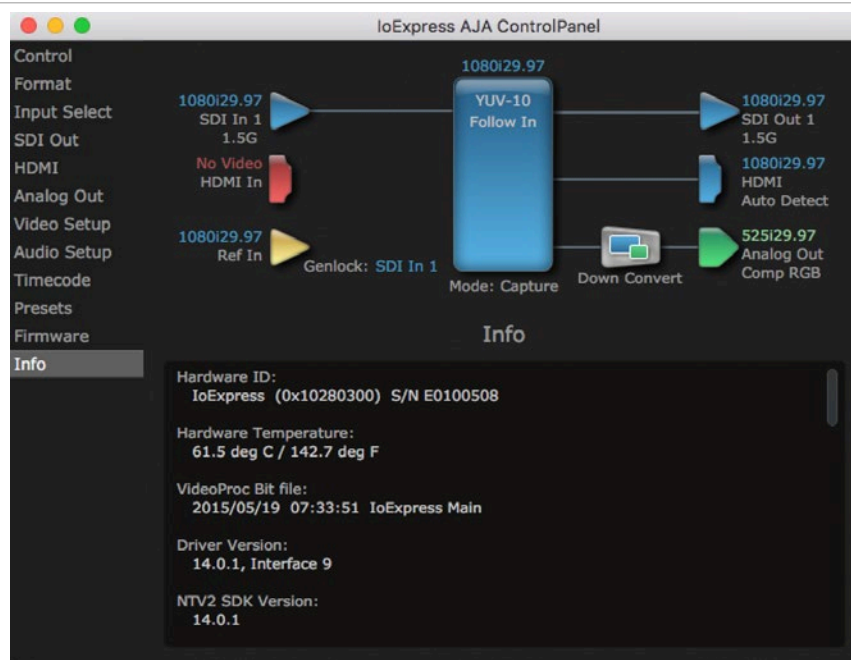 IoExpress AJA ControlPanel
Control
Format
Input Select
SDI Out
HDMI
Analog Out
Video Setup
Audio Setup
Timecode
Presets
Firmware
Info
1080i29.97
YUV-10
Follow In
Mode: Capture
1080i29.97
SDI In 1
1.5G
No Video
HDMI In
1080i29.97
Ref In
Genlock: SDI In 1
1080i29.97
SDI Out 1
1.5G
1080i29.97
HDMI
Auto Detect
Down Convert
525i29.97
Analog Out
Comp RGB
Info
Hardware ID:
IoExpress (0x10280300) S/N E0100508
Hardware Temperature:
61.5 deg C / 142.7 deg F
VideoProc Bit file:
2015/05/19 07:33:51 IoExpress Main
Driver Version:
14.0.1, Interface 9
NTV2 SDK Version:
14.0.1